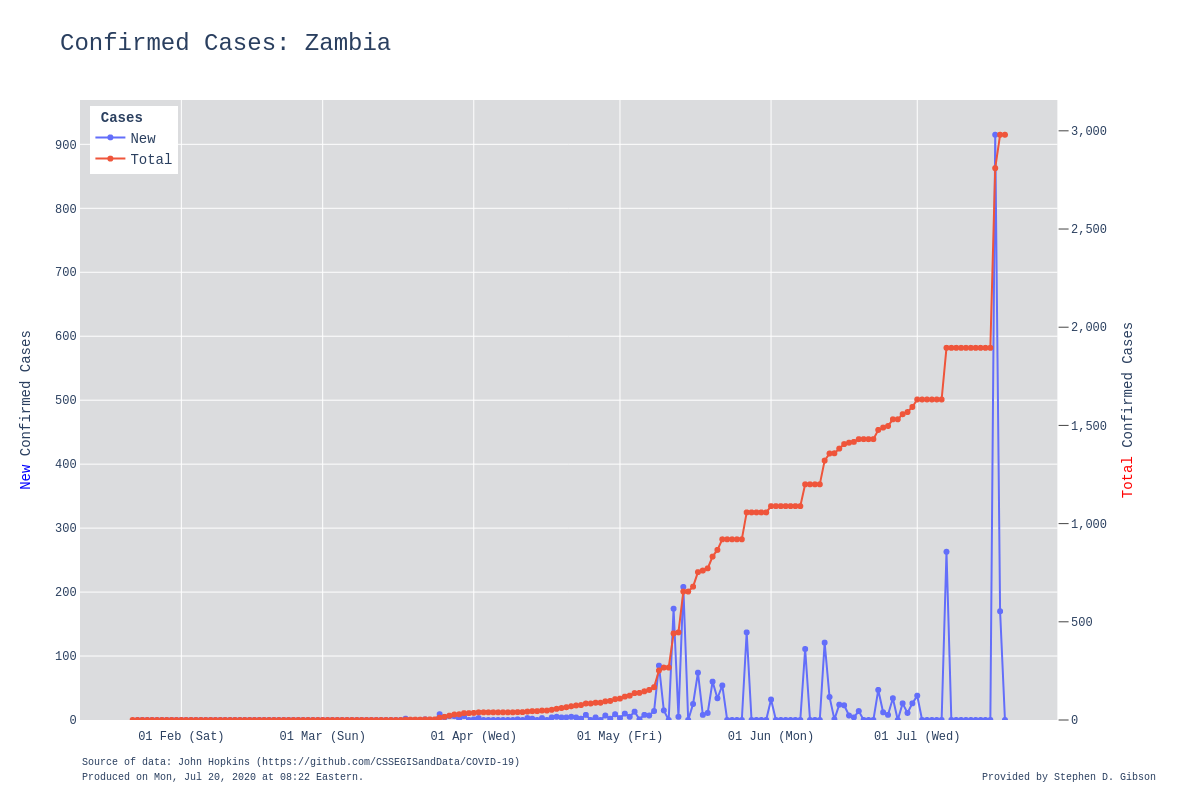 Confirmed Cases: Zambia
Cases
New
Total
900
800
700
600
500
400
300
200
100
0
3,000
2,500
2,000
1,500
1,000
500
0
New Confirmed Cases
Total Confirmed Cases
01 Feb (Sat)
01 Mar (Sun)
01 Apr (Wed)
01 May (Fri)
01 Jun (Mon)
01 Jul (Wed)
Source of data: John Hopkins (https://github.com/CSSEGISandData/COVID-19)
Produced on Mon, Jul 20, 2020 at 08:22 Eastern.
Provided by Stephen D. Gibson